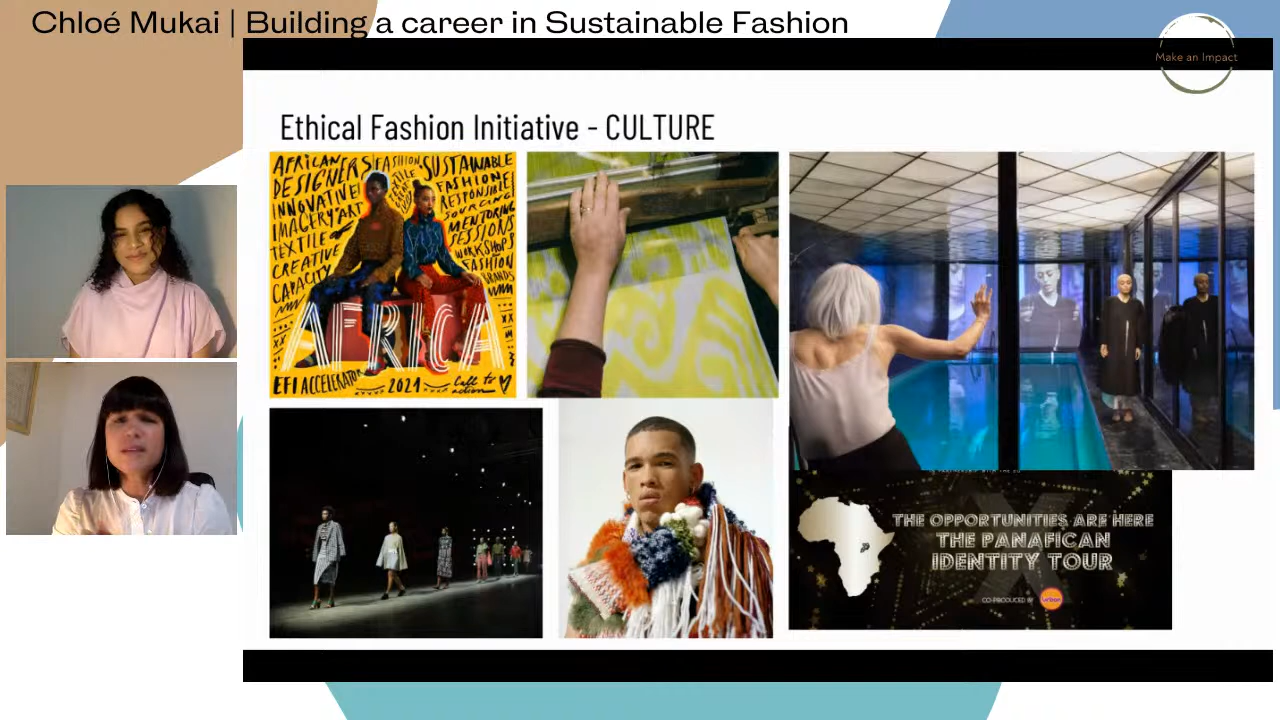 Chloé Mukai | Building a career in Sustainable Fashion
Make an Impact
Ethical Fashion Initiative - CULTURE
AFRICAN FASHION SUSTAINABLE
DESIGNERS
FASHION
INNOVATIVE
RESPONSIBLE
IMAGERY ART
SOURCING
TEXTILE
MENTORING
CREATIVE
SESSIONS
CAPACITY
WORKSHOPS
FASHION
BRANDS
AFRICA
EFI ACCELERATOR 2021 Call to action
THE OPPORTUNITIES ARE HERE
THE PANAFICAN
IDENTITY TOUR
CO-PRODUCED BY